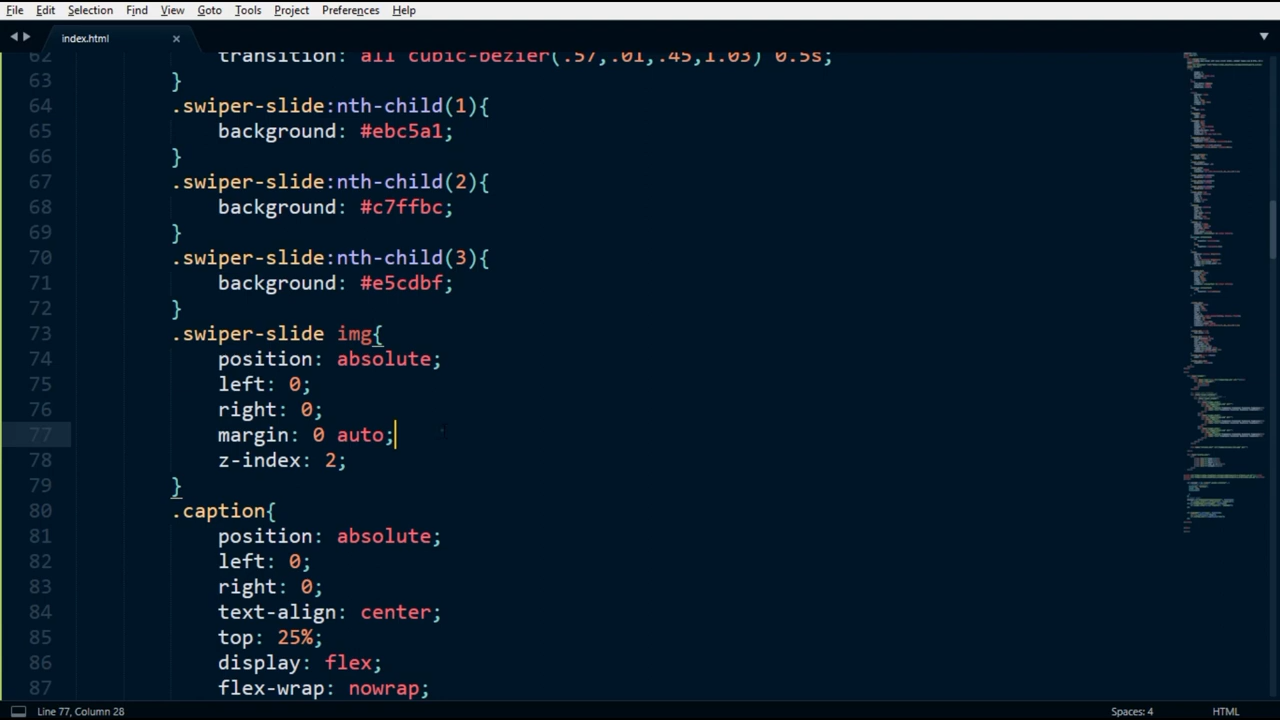 File Edit Selection Find View Goto Tools Project Preferences Help
index.html ×
62 transition: all cubic-bezier(.57,.01,.45,1.03) 0.5s;
63 }
64 .swiper-slide:nth-child(1){
65 background: #ebc5a1;
66 }
67 .swiper-slide:nth-child(2){
68 background: #c7ffbc;
69 }
70 .swiper-slide:nth-child(3){
71 background: #e5cdbf;
72 }
73 .swiper-slide img{
74 position: absolute;
75 left: 0;
76 right: 0;
77 margin: 0 auto;
78 z-index: 2;
79 }
80 .caption{
81 position: absolute;
82 left: 0;
83 right: 0;
84 text-align: center;
85 top: 25%;
86 display: flex;
87 flex-wrap: nowrap;
Line 77, Column 28 Spaces: 4 HTML